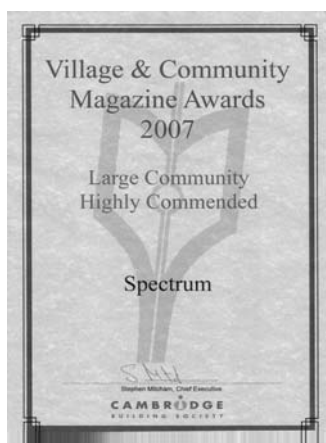 Village & Community
Magazine Awards
2007
Large Community
Highly Commended
Spectrum
Stephen Mitcham, Chief Executive
CAMBRIDGE
BUILDING SOCIETY